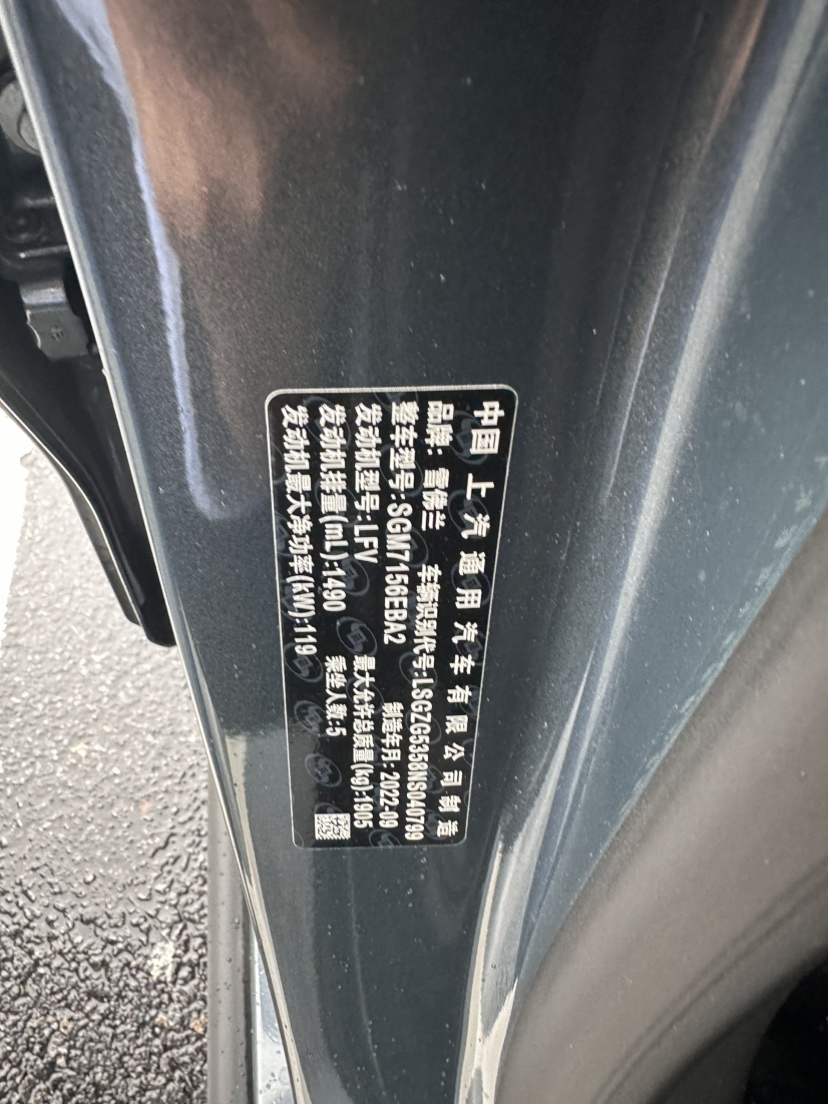 中国 上汽通用汽车有限公司制造
品牌：雪佛兰 车辆识别代号:LSGZG5358NS040799
整车型号:SGM7156EBA2 制造年月：2022-09
发动机型号:LFV 最大允许总质量(kg):1905
发动机排量(mL):1490 乘坐人数:5
发动机最大净功率(kW):119